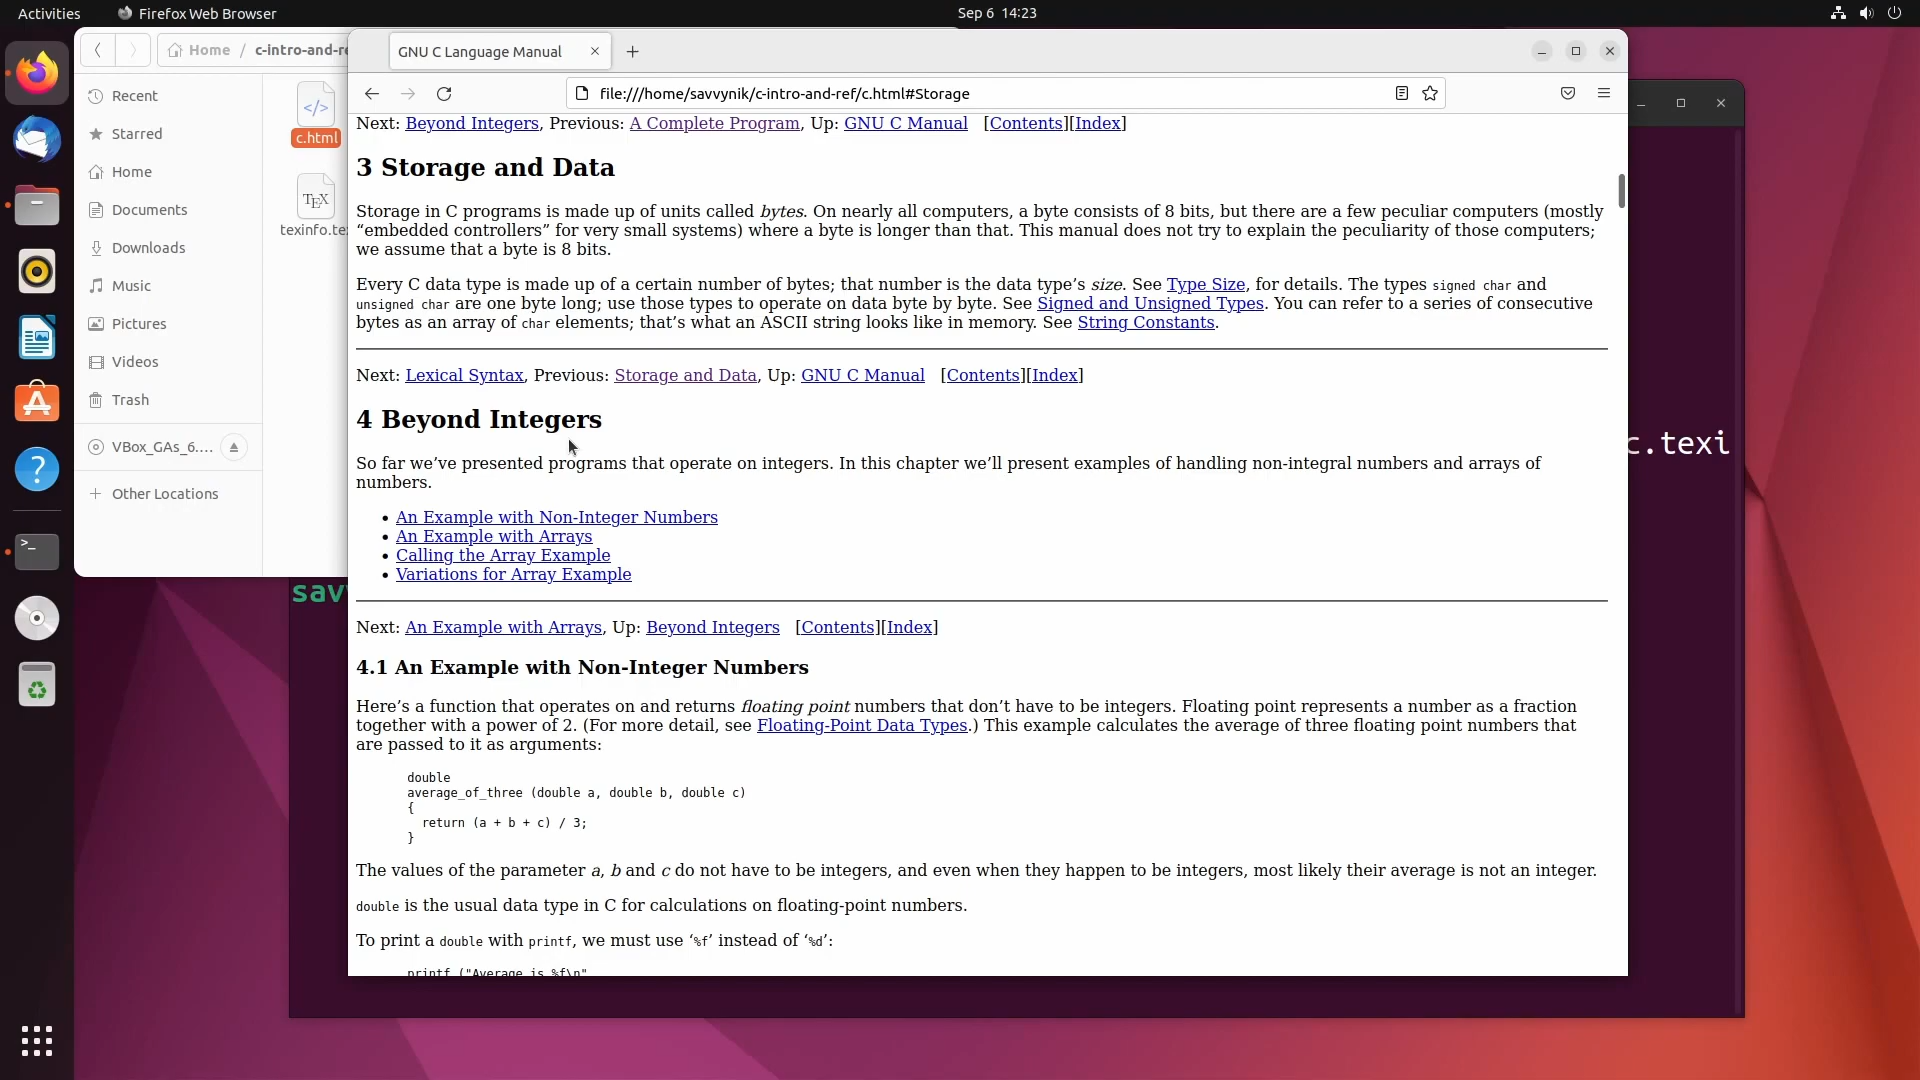 Activities
Firefox Web Browser
Sep 6 14:23
Home / c-intro-and-re
Recent
Starred
Home
Documents
Downloads
Music
Pictures
Videos
Trash
VBox_GAs_6....
+ Other Locations
</>
c.html
TEX
texinfo.te
GNU C Language Manual
file:///home/savvynik/c-intro-and-ref/c.html#Storage
Next: Beyond Integers, Previous: A Complete Program, Up: GNU C Manual [Contents][Index]
3 Storage and Data
Storage in C programs is made up of units called bytes. On nearly all computers, a byte consists of 8 bits, but there are a few peculiar computers (mostly
“embedded controllers” for very small systems) where a byte is longer than that. This manual does not try to explain the peculiarity of those computers;
we assume that a byte is 8 bits.
Every C data type is made up of a certain number of bytes; that number is the data type’s size. See Type Size, for details. The types signed char and
unsigned char are one byte long; use those types to operate on data byte by byte. See Signed and Unsigned Types. You can refer to a series of consecutive
bytes as an array of char elements; that’s what an ASCII string looks like in memory. See String Constants.
Next: Lexical Syntax, Previous: Storage and Data, Up: GNU C Manual [Contents][Index]
4 Beyond Integers
So far we’ve presented programs that operate on integers. In this chapter we’ll present examples of handling non-integral numbers and arrays of
numbers.
• An Example with Non-Integer Numbers
• An Example with Arrays
• Calling the Array Example
• Variations for Array Example
Next: An Example with Arrays, Up: Beyond Integers [Contents][Index]
4.1 An Example with Non-Integer Numbers
Here’s a function that operates on and returns floating point numbers that don’t have to be integers. Floating point represents a number as a fraction
together with a power of 2. (For more detail, see Floating-Point Data Types.) This example calculates the average of three floating point numbers that
are passed to it as arguments:
double
average_of_three (double a, double b, double c)
{
return (a + b + c) / 3;
}
The values of the parameter a, b and c do not have to be integers, and even when they happen to be integers, most likely their average is not an integer.
double is the usual data type in C for calculations on floating-point numbers.
To print a double with printf, we must use ‘%f’ instead of ‘%d’:
printf ("Average is %f\n"
c.texi
sav